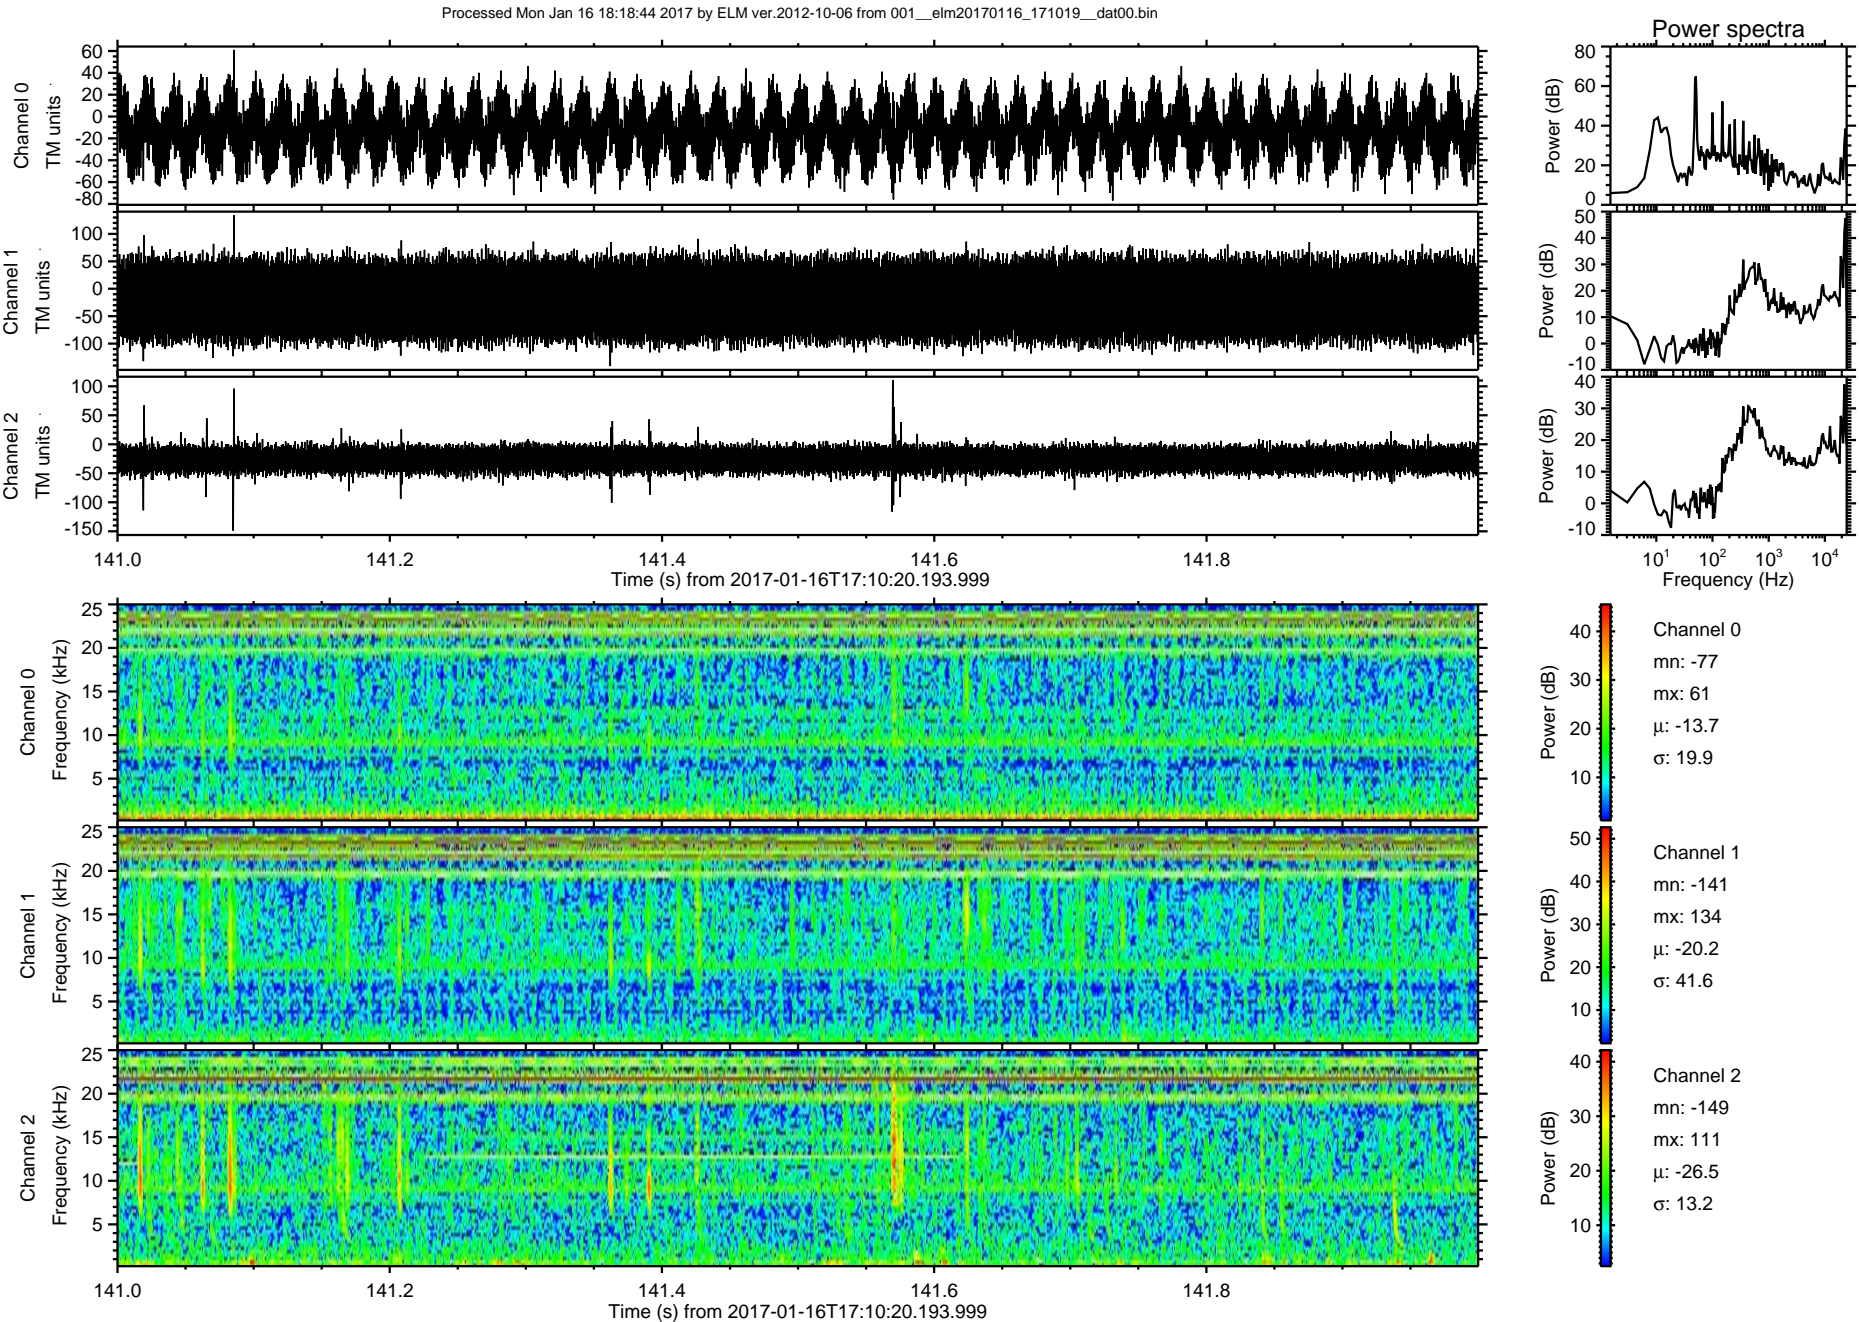 Processed Mon Jan 16 18:18:44 2017 by ELM ver.2012-10-06 from 001__elm20170116_171019__dat00.bin
Power spectra
Channel 0
TM units
60
40
20
0
-20
-40
-60
-80
Power (dB)
80
60
40
20
0
Channel 1
TM units
100
50
0
-50
-100
Power (dB)
50
40
30
20
10
0
-10
Channel 2
TM units
100
50
0
-50
-100
-150
Power (dB)
40
30
20
10
0
-10
141.0 141.2 141.4 141.6 141.8
Time (s) from 2017-01-16T17:10:20.193.999
10^1 10^2 10^3 10^4
Frequency (Hz)
Channel 0
Frequency (kHz)
25
20
15
10
5
Power (dB)
40
30
20
10
Channel 0
mn: -77
mx: 61
μ: -13.7
σ: 19.9
Channel 1
Frequency (kHz)
25
20
15
10
5
Power (dB)
50
40
30
20
10
Channel 1
mn: -141
mx: 134
μ: -20.2
σ: 41.6
Channel 2
Frequency (kHz)
25
20
15
10
5
Power (dB)
40
30
20
10
Channel 2
mn: -149
mx: 111
μ: -26.5
σ: 13.2
141.0 141.2 141.4 141.6 141.8
Time (s) from 2017-01-16T17:10:20.193.999